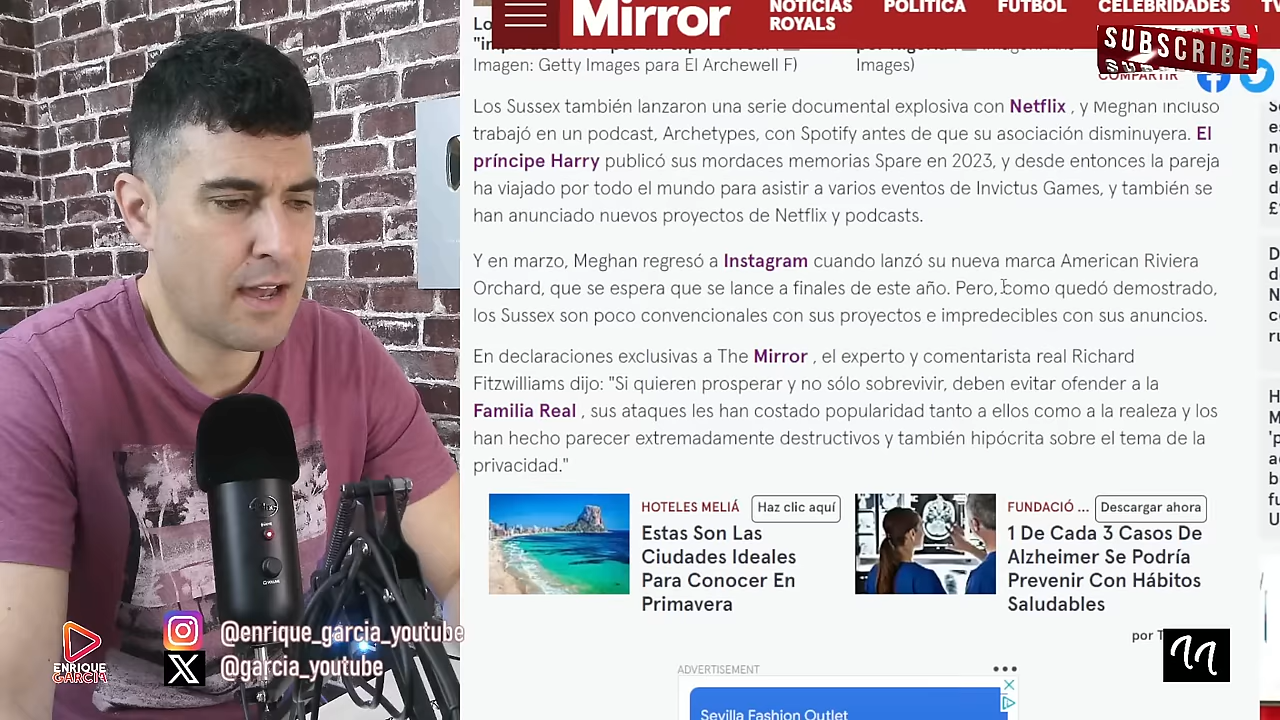 Mirror
NOTICIAS
ROYALS
POLÍTICA
FÚTBOL
CELEBRIDADES
SUBSCRIBE
COMPARTIR
Imagen: Getty Images para El Archewell F)
Images)
Los Sussex también lanzaron una serie documental explosiva con Netflix , y Meghan incluso
trabajó en un podcast, Archetypes, con Spotify antes de que su asociación disminuyera. El
príncipe Harry publicó sus mordaces memorias Spare en 2023, y desde entonces la pareja
ha viajado por todo el mundo para asistir a varios eventos de Invictus Games, y también se
han anunciado nuevos proyectos de Netflix y podcasts.
Y en marzo, Meghan regresó a Instagram cuando lanzó su nueva marca American Riviera
Orchard, que se espera que se lance a finales de este año. Pero, como quedó demostrado,
los Sussex son poco convencionales con sus proyectos e impredecibles con sus anuncios.
En declaraciones exclusivas a The Mirror , el experto y comentarista real Richard
Fitzwilliams dijo: "Si quieren prosperar y no sólo sobrevivir, deben evitar ofender a la
Familia Real , sus ataques les han costado popularidad tanto a ellos como a la realeza y los
han hecho parecer extremadamente destructivos y también hipócrita sobre el tema de la
privacidad."
HOTELES MELIÁ
Haz clic aquí
Estas Son Las
Ciudades Ideales
Para Conocer En
Primavera
FUNDACIÓ ...
Descargar ahora
1 De Cada 3 Casos De
Alzheimer Se Podría
Prevenir Con Hábitos
Saludables
por
ADVERTISEMENT
Sevilla Fashion Outlet
@enrique_garcia_youtube
@garcia_youtube
ENRIQUE
GARCIA